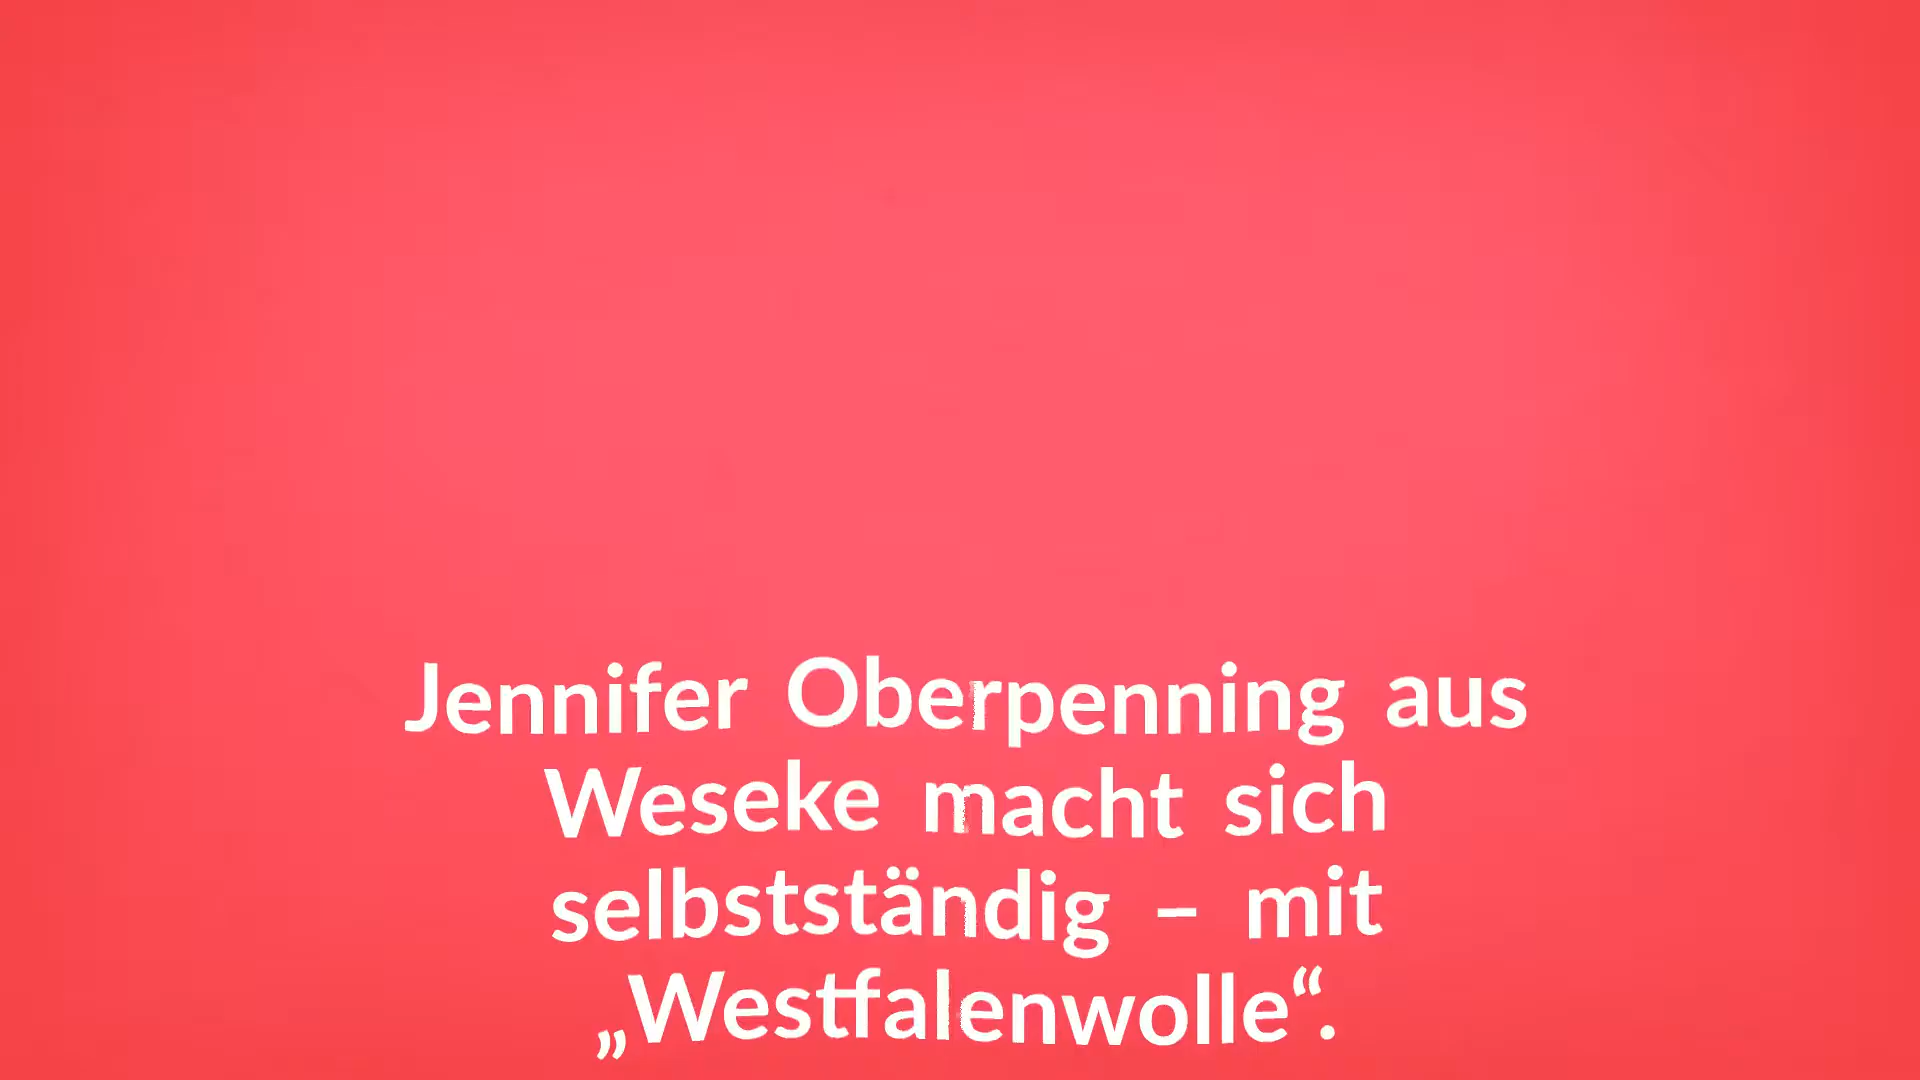 Jennifer Oberpenning aus
Weseke macht sich
selbstständig – mit
„Westfalenwolle“.